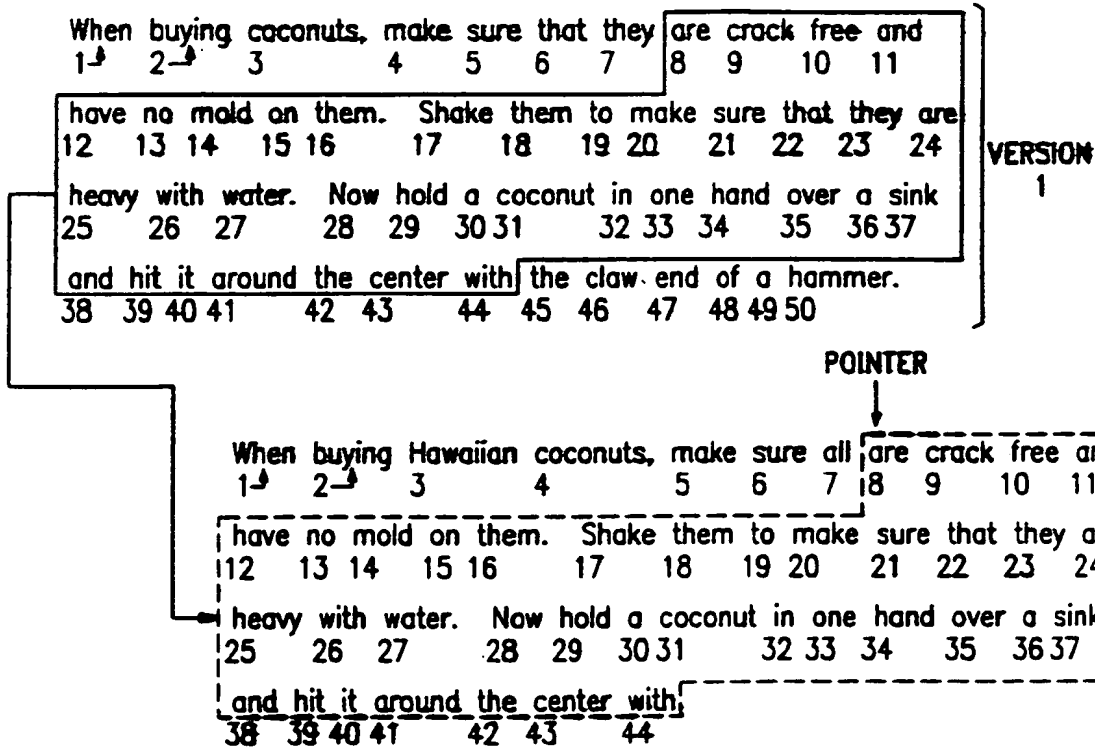 When buying coconuts, make sure that they are crack free and
1 2 3 4 5 6 7 8 9 10 11
have no mold on them. Shake them to make sure that they are
12 13 14 15 16 17 18 19 20 21 22 23 24
VERSION
1
heavy with water. Now hold a coconut in one hand over a sink
25 26 27 28 29 30 31 32 33 34 35 36 37
and hit it around the center with the claw end of a hammer.
38 39 40 41 42 43 44 45 46 47 48 49 50
POINTER
When buying Hawaiian coconuts, make sure all are crack free
1 2 3 4 5 6 7 8 9 10 11
have no mold on them. Shake them to make sure that they
12 13 14 15 16 17 18 19 20 21 22 23 24
heavy with water. Now hold a coconut in one hand over a sink
25 26 27 28 29 30 31 32 33 34 35 36 37
and hit it around the center with
38 39 40 41 42 43 44